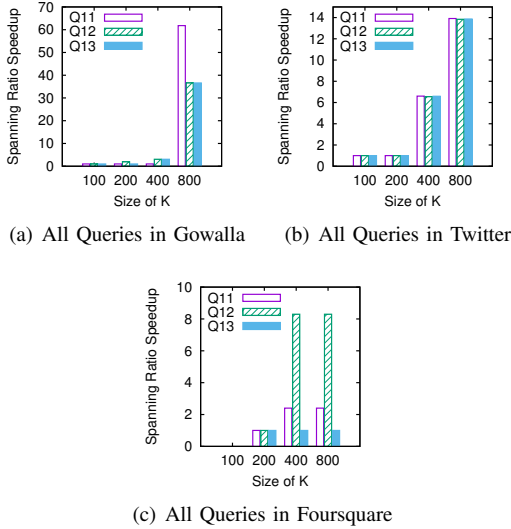 Spanning Ratio Speedup
70
60
50
40
30
20
10
0
Q11
Q12
Q13
100 200 400 800
Size of K
(a) All Queries in Gowalla
Spanning Ratio Speedup
14
12
10
8
6
4
2
0
Q11
Q12
Q13
100 200 400 800
Size of K
(b) All Queries in Twitter
Spanning Ratio Speedup
10
8
6
4
2
0
Q11
Q12
Q13
100 200 400 800
Size of K
(c) All Queries in Foursquare